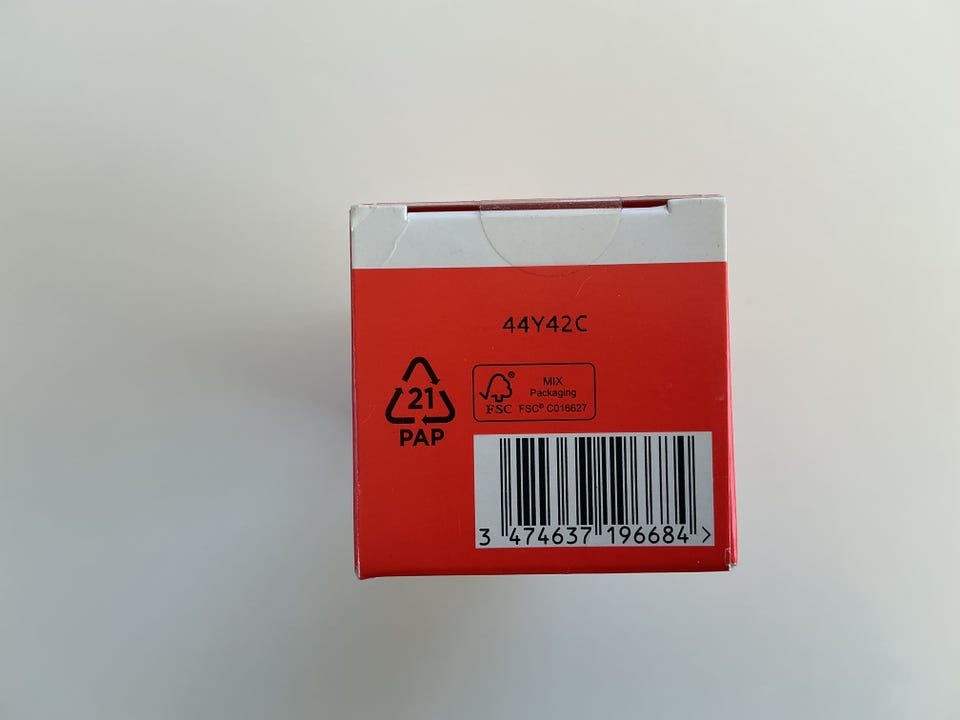 44Y42C
21
PAP
®
MIX
Packaging
FSC FSC® C016627
3 474637 196684 >